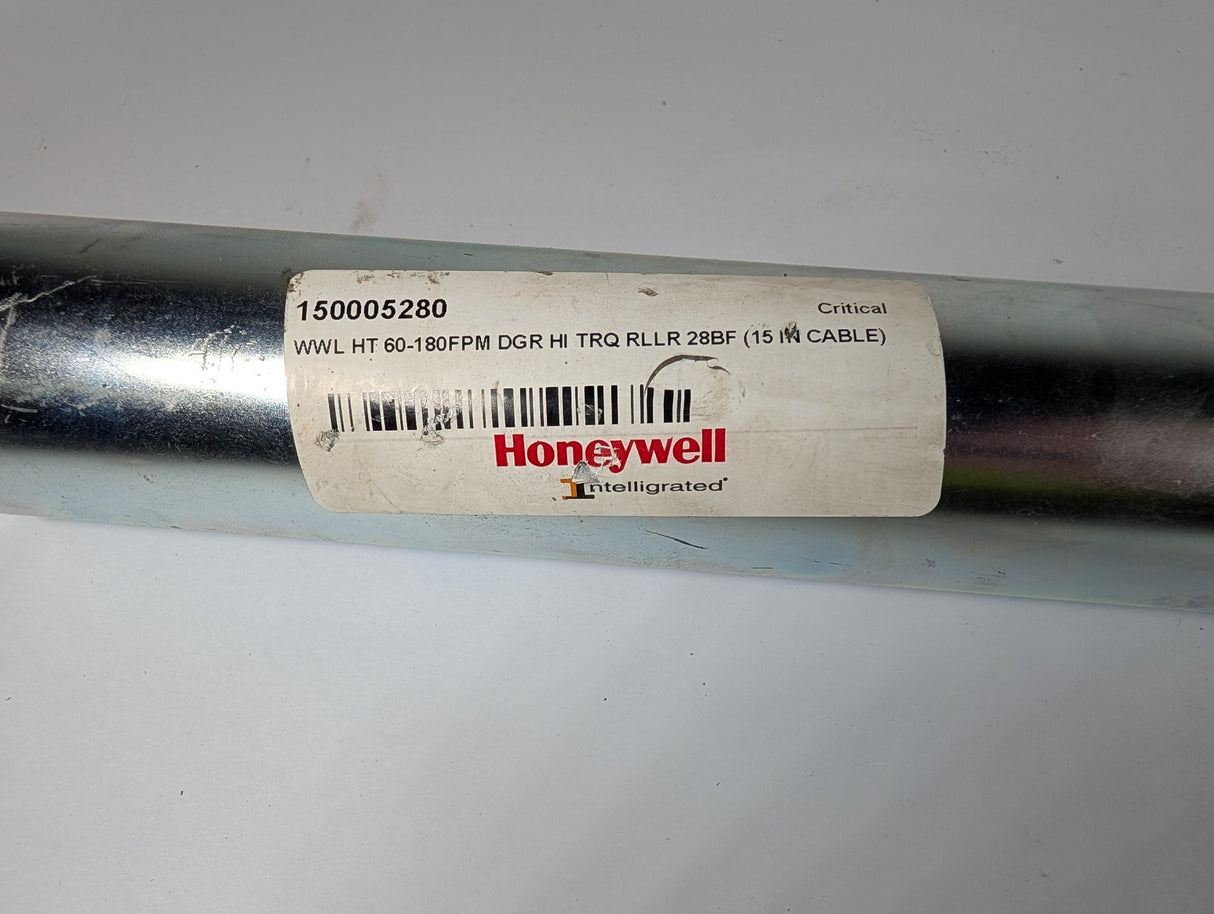 150005280
Critical
WWL HT 60-180FPM DGR HI TRQ RLLR 28BF (15 IN CABLE)
Honeywell
Intelligrated